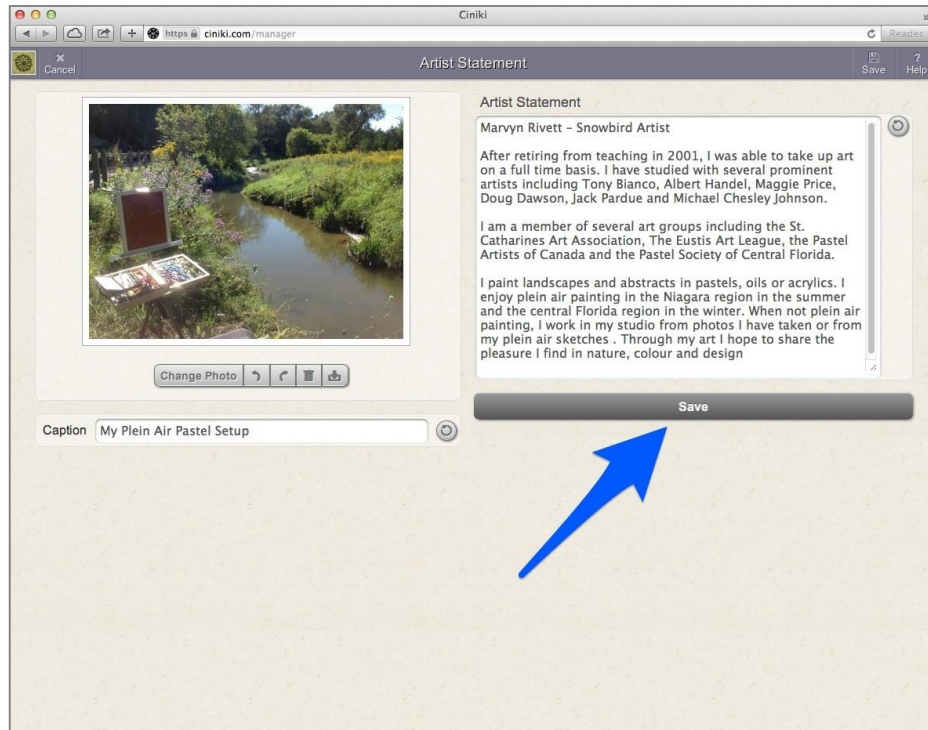 Ciniki
https ciniki.com/manager
Reader
Cancel
Artist Statement
Save
Help
Artist Statement
Marvyn Rivett – Snowbird Artist
After retiring from teaching in 2001, I was able to take up art
on a full time basis. I have studied with several prominent
artists including Tony Bianco, Albert Handel, Maggie Price,
Doug Dawson, Jack Pardue and Michael Chesley Johnson.
I am a member of several art groups including the St.
Catharines Art Association, The Eustis Art League, the Pastel
Artists of Canada and the Pastel Society of Central Florida.
I paint landscapes and abstracts in pastels, oils or acrylics. I
enjoy plein air painting in the Niagara region in the summer
and the central Florida region in the winter. When not plein air
painting, I work in my studio from photos I have taken or from
my plein air sketches . Through my art I hope to share the
pleasure I find in nature, colour and design
Change Photo
Save
Caption My Plein Air Pastel Setup